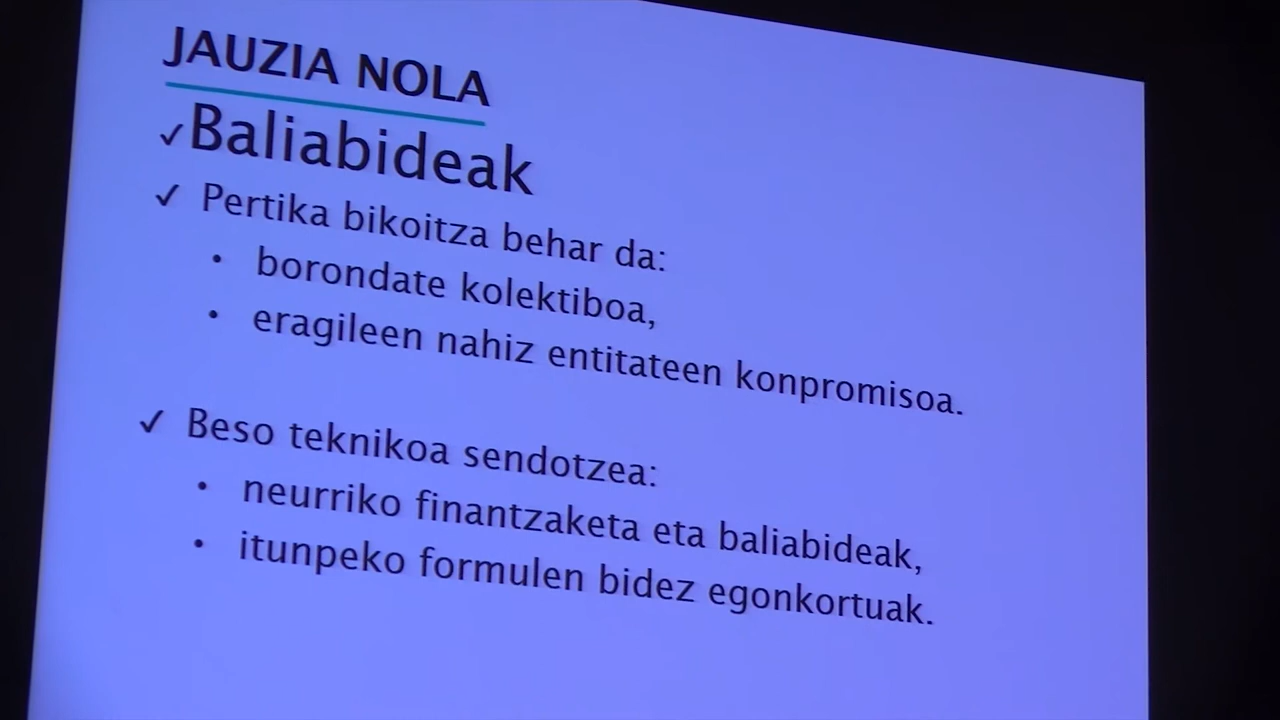 JAUZIA NOLA
✓Baliabideak
✓ Pertika bikoitza behar da:
• borondate kolektiboa,
• eragileen nahiz entitateen konpromisoa.
✓ Beso teknikoa sendotzea:
• neurriko finantzaketa eta baliabideak,
• itunpeko formulen bidez egonkortuak.